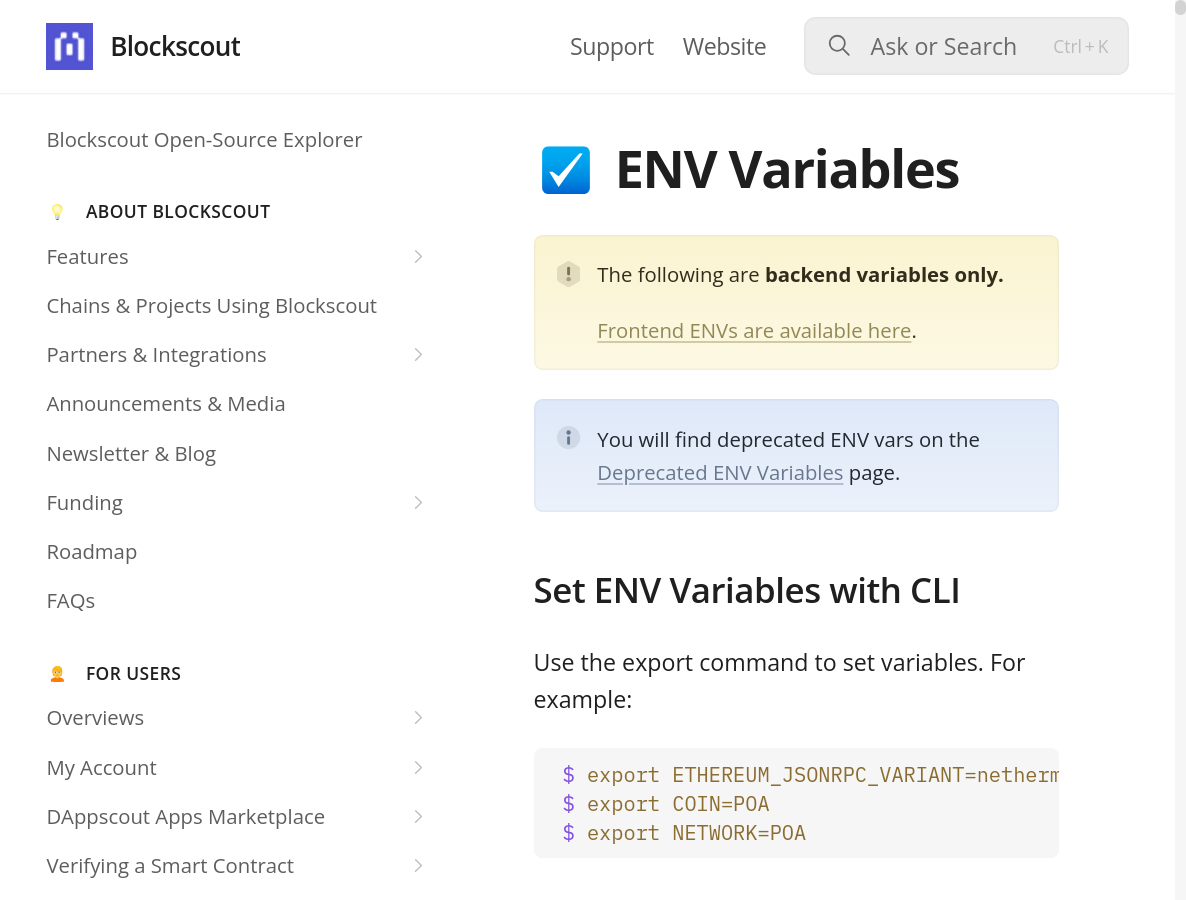 Blockscout
Support
Website
Ask or Search
Ctrl + K
Blockscout Open-Source Explorer
ABOUT BLOCKSCOUT
Features
Chains & Projects Using Blockscout
Partners & Integrations
Announcements & Media
Newsletter & Blog
Funding
Roadmap
FAQs
FOR USERS
Overviews
My Account
DAppscout Apps Marketplace
Verifying a Smart Contract
ENV Variables
The following are backend variables only.
Frontend ENVs are available here.
You will find deprecated ENV vars on the
Deprecated ENV Variables page.
Set ENV Variables with CLI
Use the export command to set variables. For
example:
$ export ETHEREUM_JSONRPC_VARIANT=netherm
$ export COIN=POA
$ export NETWORK=POA